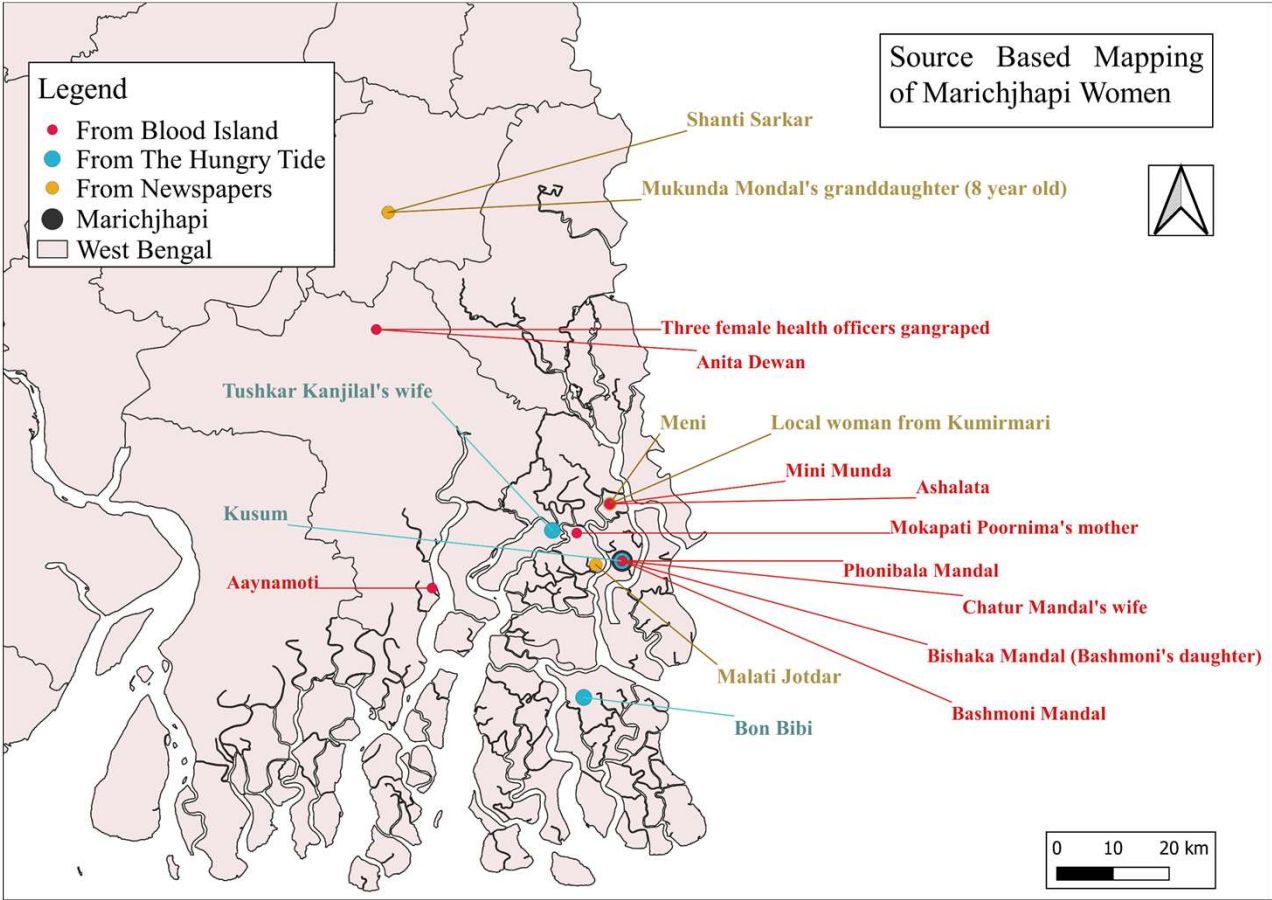 Source Based Mapping
of Marichjhapi Women
Legend
From Blood Island
From The Hungry Tide
From Newspapers
Marichjhapi
West Bengal
Shanti Sarkar
Mukunda Mondal's granddaughter (8 year old)
Three female health officers gangraped
Anita Dewan
Tushkar Kanjilal's wife
Meni
Local woman from Kumirmari
Mini Munda
Ashalata
Kusum
Mokapati Poornima's mother
Phonibala Mandal
Aaynamoti
Chatur Mandal's wife
Bishaka Mandal (Bashmoni's daughter)
Malati Jotdar
Bashmoni Mandal
Bon Bibi
0 10 20 km